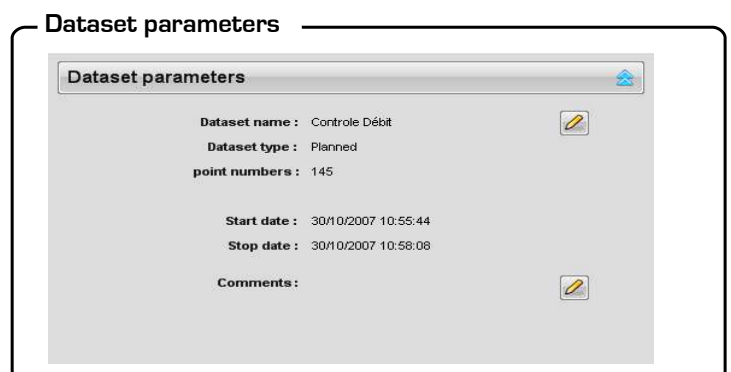 Dataset parameters
Dataset parameters
Dataset name : Controle Débit
Dataset type : Planned
point numbers : 145
Start date : 30/10/2007 10:55:44
Stop date : 30/10/2007 10:58:08
Comments :